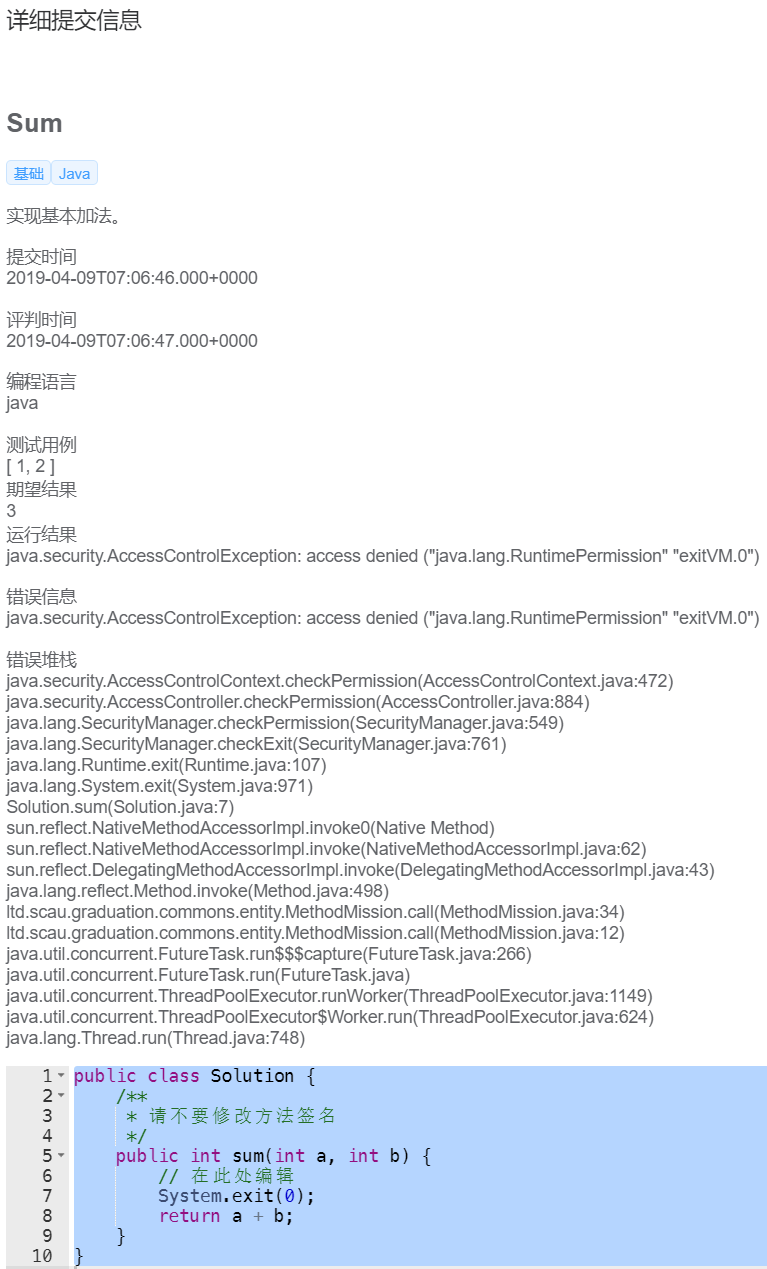 详细提交信息
Sum
基础 Java
实现基本加法。
提交时间
2019-04-09T07:06:46.000+0000
评判时间
2019-04-09T07:06:47.000+0000
编程语言
java
测试用例
[ 1, 2 ]
期望结果
3
运行结果
java.security.AccessControlException: access denied ("java.lang.RuntimePermission" "exitVM.0")
错误信息
java.security.AccessControlException: access denied ("java.lang.RuntimePermission" "exitVM.0")
错误堆栈
java.security.AccessControlContext.checkPermission(AccessControlContext.java:472)
java.security.AccessController.checkPermission(AccessController.java:884)
java.lang.SecurityManager.checkPermission(SecurityManager.java:549)
java.lang.SecurityManager.checkExit(SecurityManager.java:761)
java.lang.Runtime.exit(Runtime.java:107)
java.lang.System.exit(System.java:971)
Solution.sum(Solution.java:7)
sun.reflect.NativeMethodAccessorImpl.invoke0(Native Method)
sun.reflect.NativeMethodAccessorImpl.invoke(NativeMethodAccessorImpl.java:62)
sun.reflect.DelegatingMethodAccessorImpl.invoke(DelegatingMethodAccessorImpl.java:43)
java.lang.reflect.Method.invoke(Method.java:498)
ltd.scau.graduation.commons.entity.MethodMission.call(MethodMission.java:34)
ltd.scau.graduation.commons.entity.MethodMission.call(MethodMission.java:12)
java.util.concurrent.FutureTask.run$$$capture(FutureTask.java:266)
java.util.concurrent.FutureTask.run(FutureTask.java)
java.util.concurrent.ThreadPoolExecutor.runWorker(ThreadPoolExecutor.java:1149)
java.util.concurrent.ThreadPoolExecutor$Worker.run(ThreadPoolExecutor.java:624)
java.lang.Thread.run(Thread.java:748)
1 public class Solution {
2 /**
3 * 请不要修改方法签名
4 */
5 public int sum(int a, int b) {
6 // 在此处编辑
7 System.exit(0);
8 return a + b;
9 }
10 }